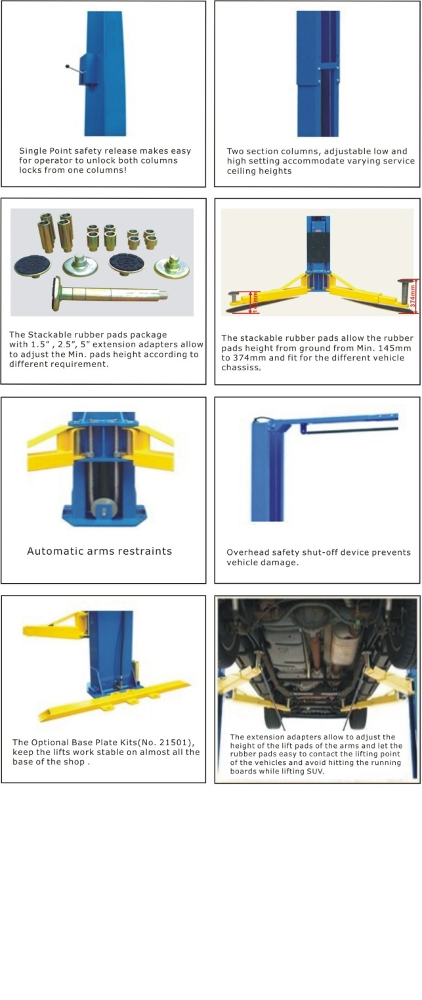 Single Point safety release makes easy
for operator to unlock both columns
locks from one columns!
Two section columns, adjustable low and
high setting accommodate varying service
ceiling heights
The Stackable rubber pads package
with 1.5” , 2.5”, 5” extension adapters allow
to adjust the Min. pads height according to
different requirement.
374mm
The stackable rubber pads allow the rubber
pads height from ground from Min. 145mm
to 374mm and fit for the different vehicle
chassiss。
Automatic arms restraints
Overhead safety shut-off device prevents
vehicle damage.
The Optional Base Plate Kits(No. 21501),
keep the lifts work stable on almost all the
base of the shop .
The extension adapters allow to adjust the
height of the lift pads of the arms and let the
rubber pads easy to contact the lifting point
of the vehicles and avoid hitting the running
boards while lifting SUV.